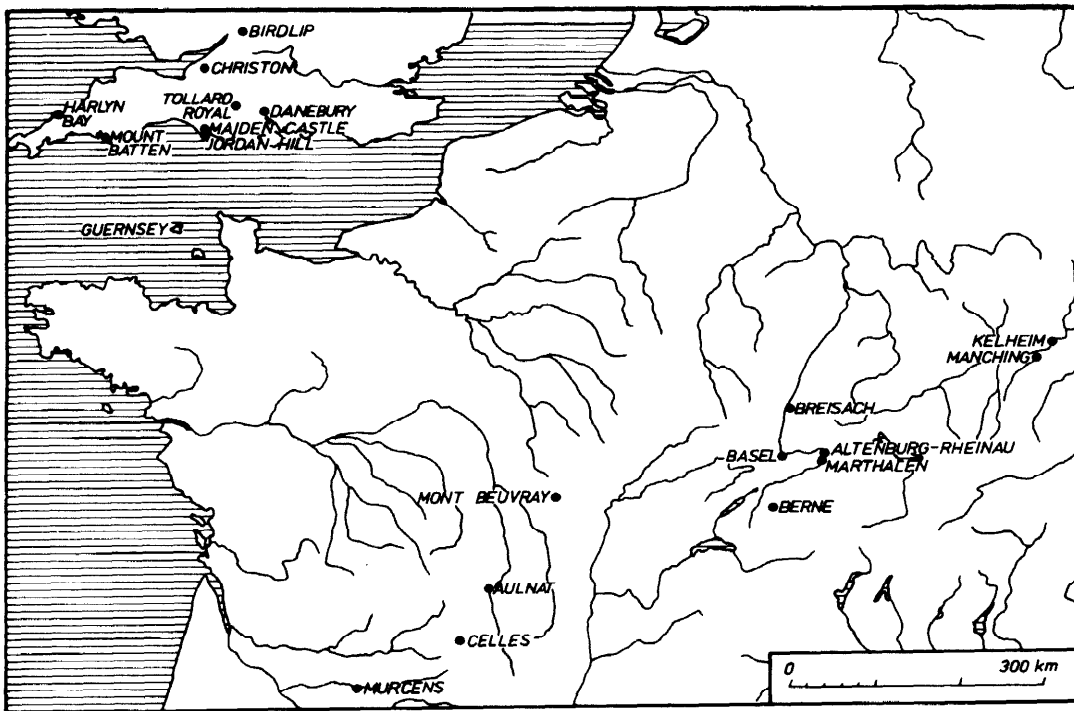 BIRDLIP
CHRISTON
HARLYN
BAY
TOLLARD
ROYAL
DANEBURY
MOUNT
BATTEN
MAIDEN CASTLE
JORDAN HILL
GUERNSEY
KELHEIM
MANCHING
BREISACH
BASEL
ALTENBURG-RHEINAU
MARTHALEN
MONT BEUVRAY
BERNE
AULNAT
CELLES
MURCENS
0 300 km